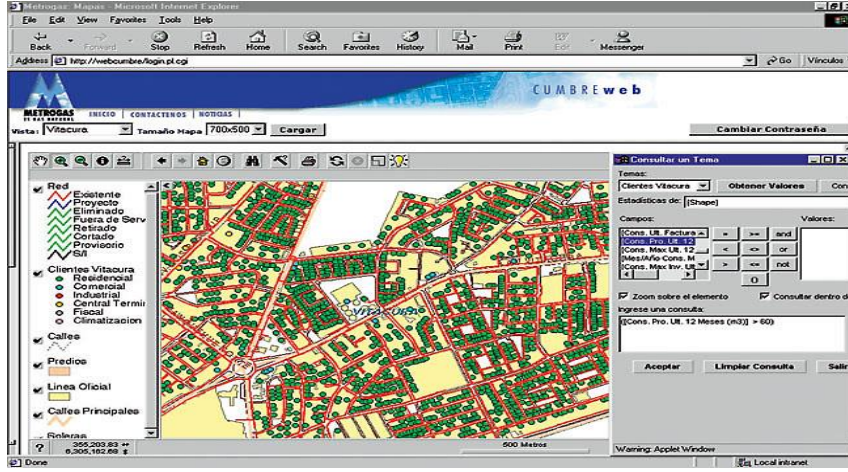 Metrogas: Mapas - Microsoft Internet Explorer
File Edit View Favorites Tools Help
Back Forward Stop Refresh Home Search Favorites History Mail Print Edit Messenger
Address http://webcumbre/login.pl.cgi Go Vínculos
CUMBREweb
METROGAS INICIO | CONTACTENOS | NOTICIAS |
Vista: Vitacura Tamaño Mapa 700x500 Cargar Cambiar Contraseña
Red
Existente
Proyecto
Eliminado
Fuera de Serv
Retirado
Cortado
Provisorio
S/I
Clientes Vitacura
Residencial
Comercial
Industrial
Central Termi
Fiscal
Climatizacion
Calles
Predios
Linea Oficial
Calles Principales
Soleras
VITACURA
355,203.83 ↔
6,305,162.68 ↕
500 Metros
Consultar un Tema
Temas:
Clientes Vitacura Obtener Valores Con
Estadísticas de: [Shape]
Campos: Valores:
[Cons. Ult. Factura
[Cons. Pro. Ult. 12
[Cons. Max Ult. 12
[Mes/Año Cons. M
[Cons. Max Inv. Ult
= >= and
< <> or
> <= not
()
Zoom sobre el elemento Consultar dentro d
Ingrese una consulta:
([Cons. Pro. Ult. 12 Meses (m3)] > 60)
Aceptar Limpiar Consulta Salir
Warning: Applet Window
Done Local intranet